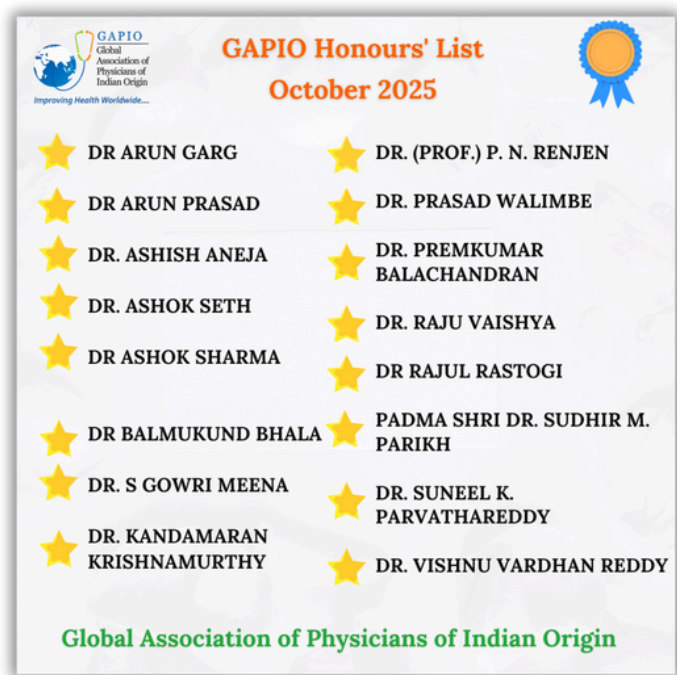 GAPIO
Global
Association of
Physicians of
Indian Origin
Improving Health Worldwide....
GAPIO Honours' List
October 2025
DR ARUN GARG
DR ARUN PRASAD
DR. ASHISH ANEJA
DR. ASHOK SETH
DR ASHOK SHARMA
DR BALMUKUND BHALA
DR. S GOWRI MEENA
DR. KANDAMARAN
KRISHNAMURTHY
DR. (PROF.) P. N. RENJEN
DR. PRASAD WALIMBE
DR. PREMKUMAR
BALACHANDRAN
DR. RAJU VAISHYA
DR RAJUL RASTOGI
PADMA SHRI DR. SUDHIR M.
PARIKH
DR. SUNEEL K.
PARVATHAREDDY
DR. VISHNU VARDHAN REDDY
Global Association of Physicians of Indian Origin